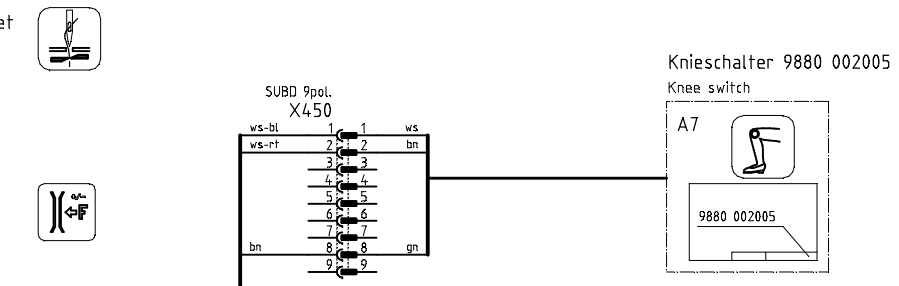 et
Knieschalter 9880 002005
Knee switch
SUBD 9pol.
X450
A7
ws-bl 1 1 ws
ws-rt 2 2 bn
3 3
4 4
5 5
6 6
7 7
bn 8 8 gn
9 9
9880 002005
F